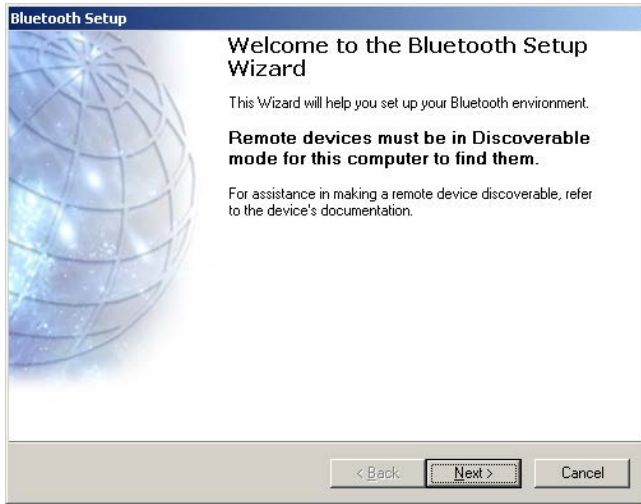 Bluetooth Setup
Welcome to the Bluetooth Setup
Wizard
This Wizard will help you set up your Bluetooth environment.
Remote devices must be in Discoverable
mode for this computer to find them.
For assistance in making a remote device discoverable, refer
to the device's documentation.
< Back Next > Cancel